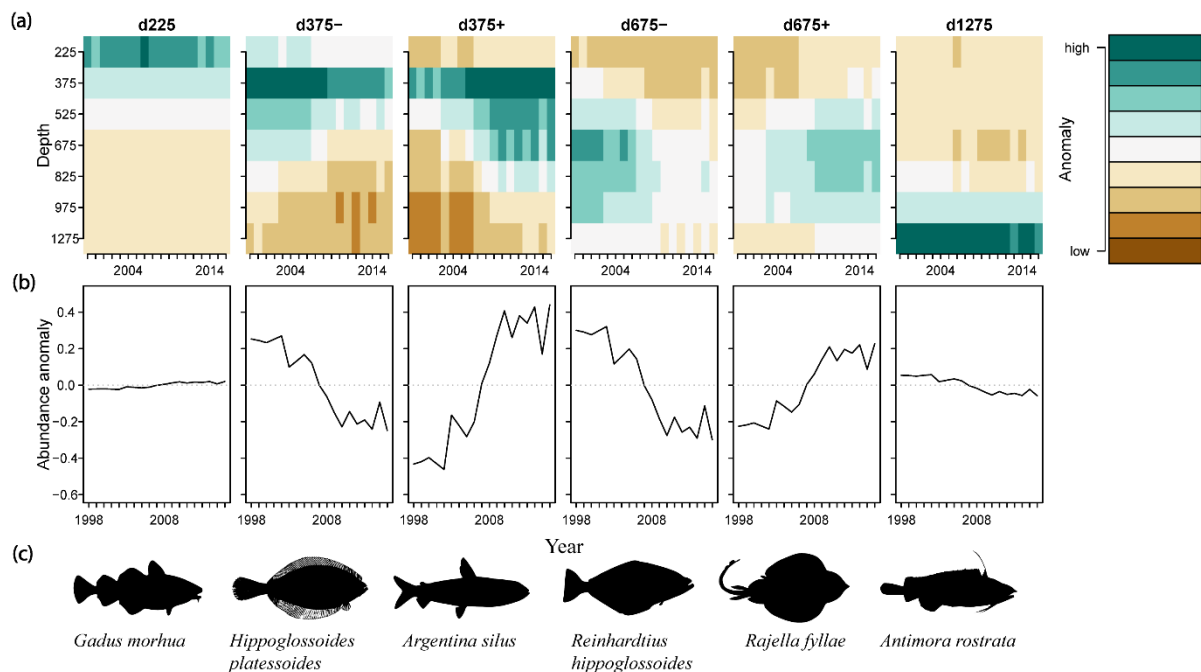 (a)
d225 d375− d375+ d675− d675+ d1275
Depth
225
375
525
675
825
975
1275
2004 2014 2004 2014 2004 2014 2004 2014 2004 2014 2004 2014
high
Anomaly
low
(b)
Abundance anomaly
0.4
0.2
0.0
−0.2
−0.4
−0.6
1998 2008 1998 2008 1998 2008 1998 2008 1998 2008 1998 2008
Year
(c)
Gadus morhua Hippoglossoides Argentina silus Reinhardtius Rajella fyllae Antimora rostrata
platessoides hippoglossoides